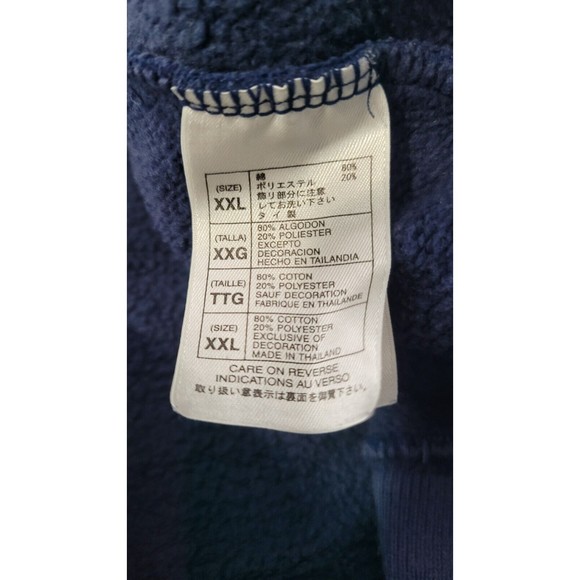 (SIZE)
XXL
綿 80%
ポリエステル 20%
飾り部分に注意
してお洗い下さい
タイ製
(TALLA)
XXG
80% ALGODON
20% POLIESTER
EXCEPTO
DECORACION
HECHO EN TAILANDIA
(TAILLE)
TTG
80% COTON
20% POLYESTER
SAUF DECORATION
FABRIQUE EN THAILANDE
(SIZE)
XXL
80% COTTON
20% POLYESTER
EXCLUSIVE OF
DECORATION
MADE IN THAILAND
CARE ON REVERSE
INDICATIONS AU VERSO
取り扱い意表示は裏面を御覧下さい。